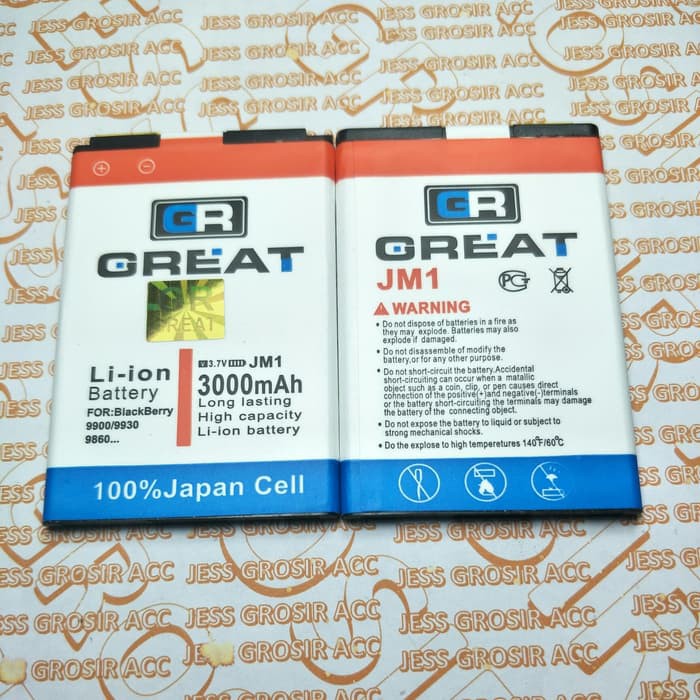 GR
GREAT
GR
GREAT
Li-ion
Battery
FOR:BlackBerry
9900/9930
9860...
3.7V JM1
3000mAh
Long lasting
High capacity
Li-ion battery
100%Japan Cell
GR
GREAT
JM1
WARNING
• Do not dispose of batteries in a fire as
they may explode. Batteries may also
explode if damaged.
• Do not disassemble of modify the
battery,or for any other purpose.
• Do not short-circuit the battery.Accidental
short-circuiting can occur when a matallic
object such as a coin, clip, or pen causes direct
connection of the positive(+)and negative(-)terminals
or the battery short-circuiting the terminals may damage
the battery of the connecting object.
• Do not expose the battery to liquid or subject to
strong mechanical shocks.
• Do the explose to high temperetures 140°F/60°C
JESS GROSIR ACC